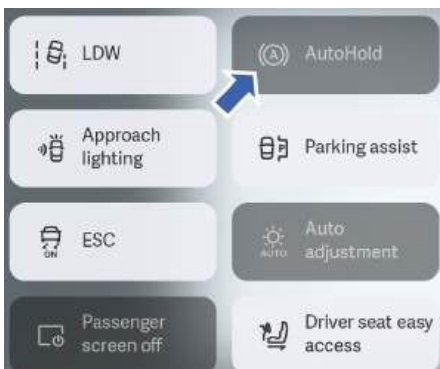 LDW
(A) AutoHold
Approach
lighting
P Parking assist
ON ESC
AUTO Auto
adjustment
Passenger
screen off
Driver seat easy
access